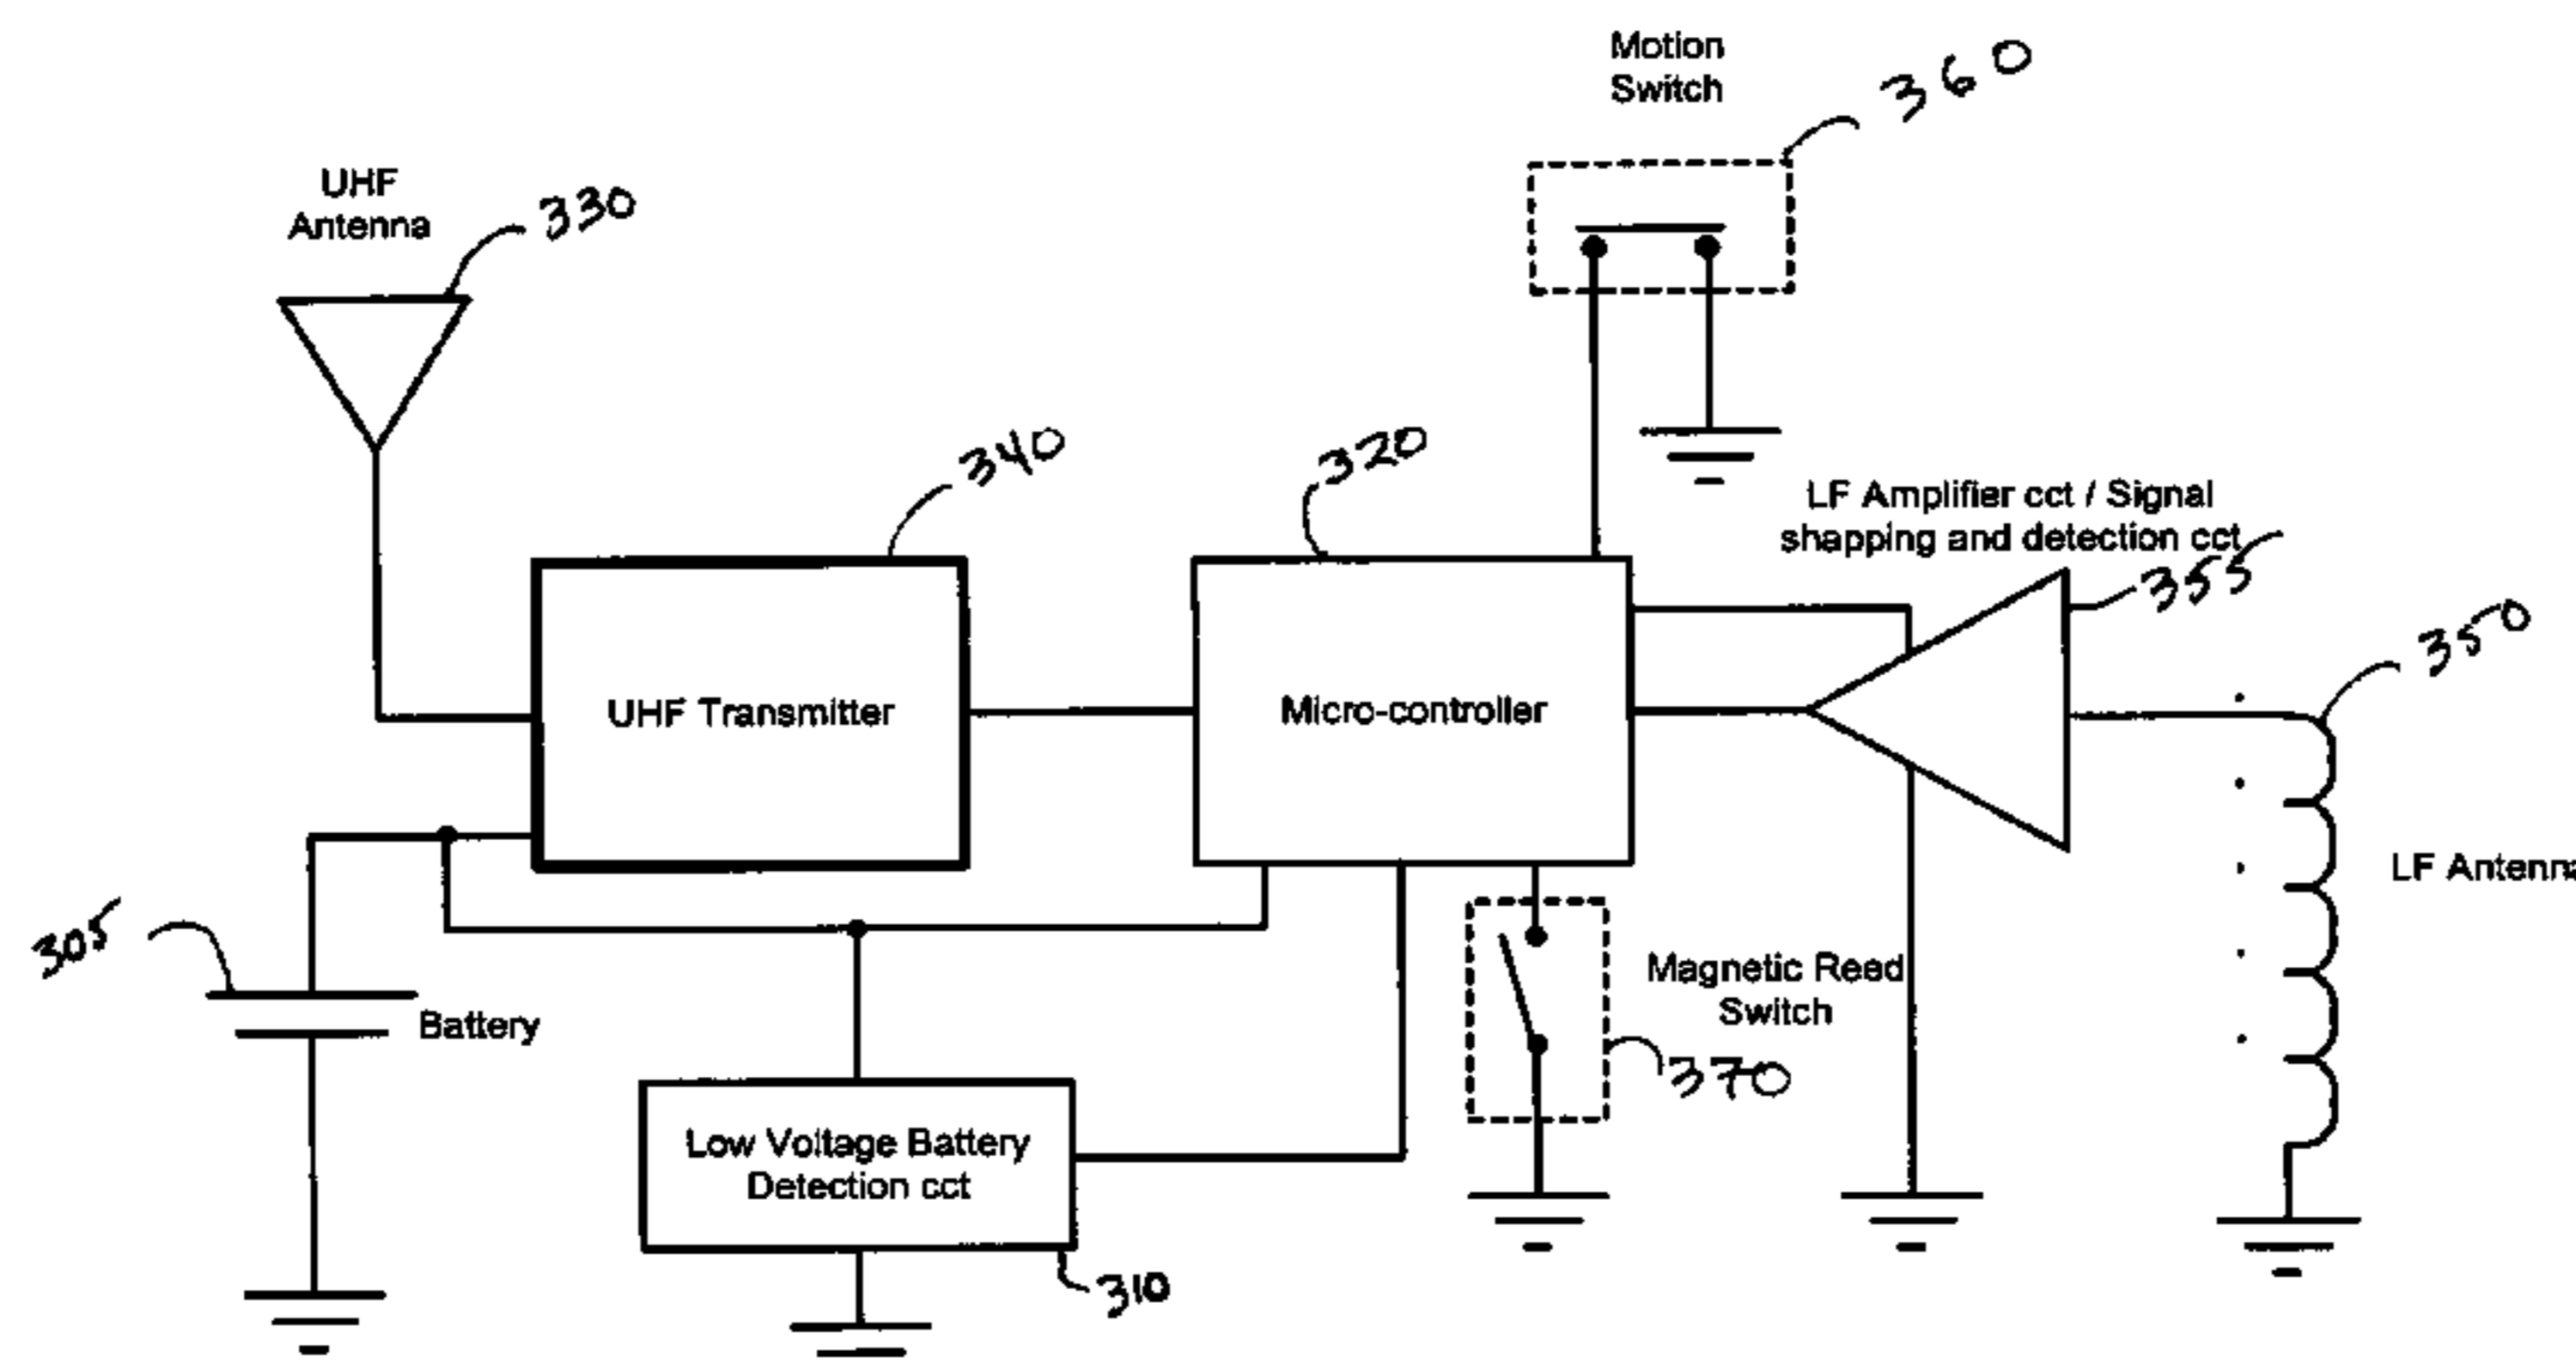 Motion
Switch
360
UHF
Antenna
330
340
320
LF Amplifier cct / Signal
shapping and detection cct
355
350
UHF Transmitter
Micro-controller
LF Antenna
305
Battery
Magnetic Reed
Switch
370
Low Voltage Battery
Detection cct
310